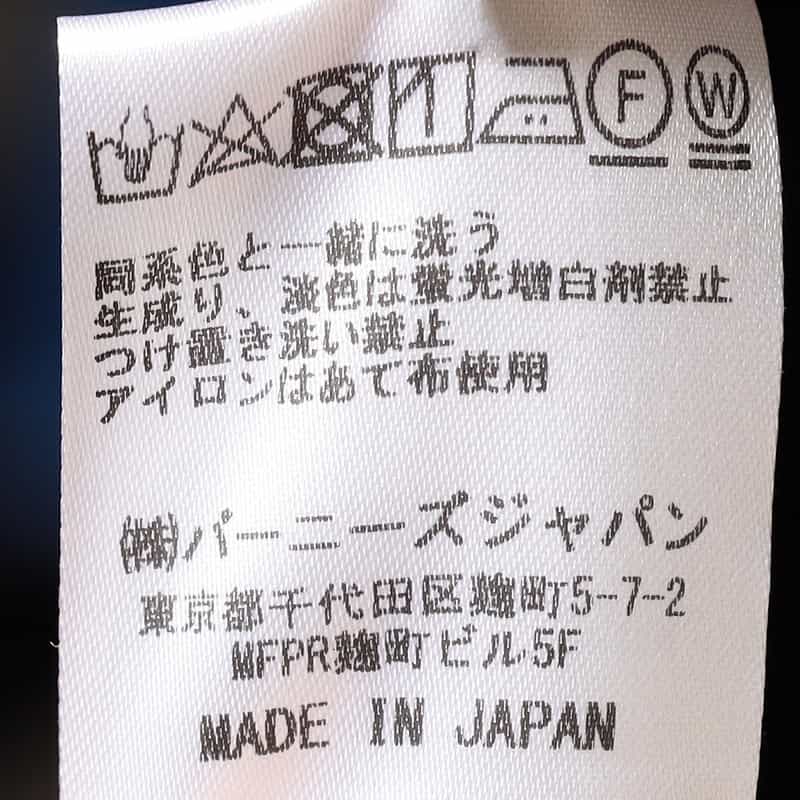 F W
同系色と一緒に洗う
生成り、淡色は蛍光増白剤禁止
つけ置き洗い禁止
アイロンはあて布使用
㈱バーニーズジャパン
東京都千代田区麹町5-7-2
MFPR麹町ビル5F
MADE IN JAPAN